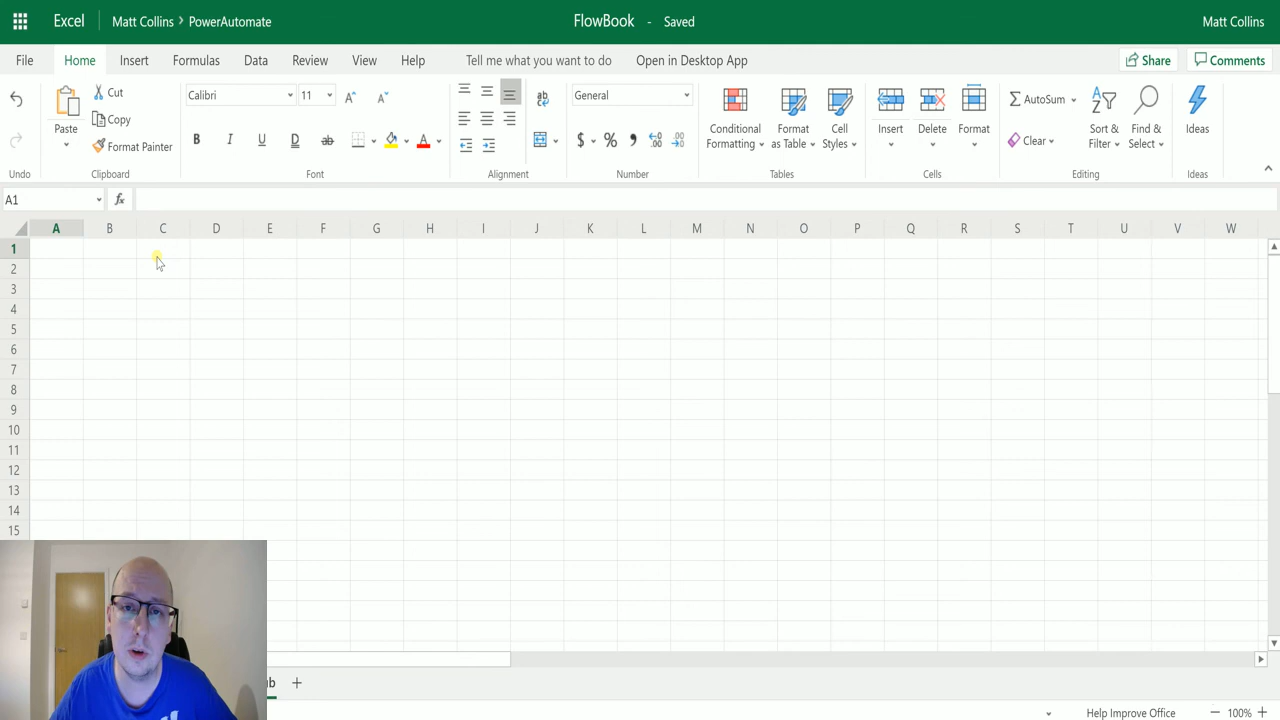 Excel Matt Collins > PowerAutomate FlowBook - Saved Matt Collins
File Home Insert Formulas Data Review View Help Tell me what you want to do Open in Desktop App Share Comments
Cut Calibri 11 General AutoSum
Copy
Paste Format Painter B I U D ab $ % , Conditional Formatting Format as Table Cell Styles Insert Delete Format Clear Sort & Filter Find & Select Ideas
Undo Clipboard Font Alignment Number Tables Cells Editing Ideas
A1 fx
A B C D E F G H I J K L M N O P Q R S T U V W
1
2
3
4
5
6
7
8
9
10
11
12
13
14
15
Help Improve Office 100%